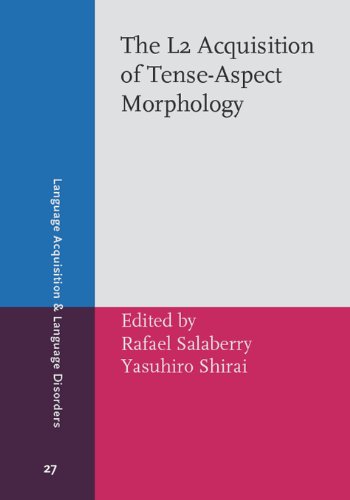 The L2 Acquisition
of Tense-Aspect
Morphology
Language Acquisition & Language Disorders
Edited by
Rafael Salaberry
Yasuhiro Shirai
27